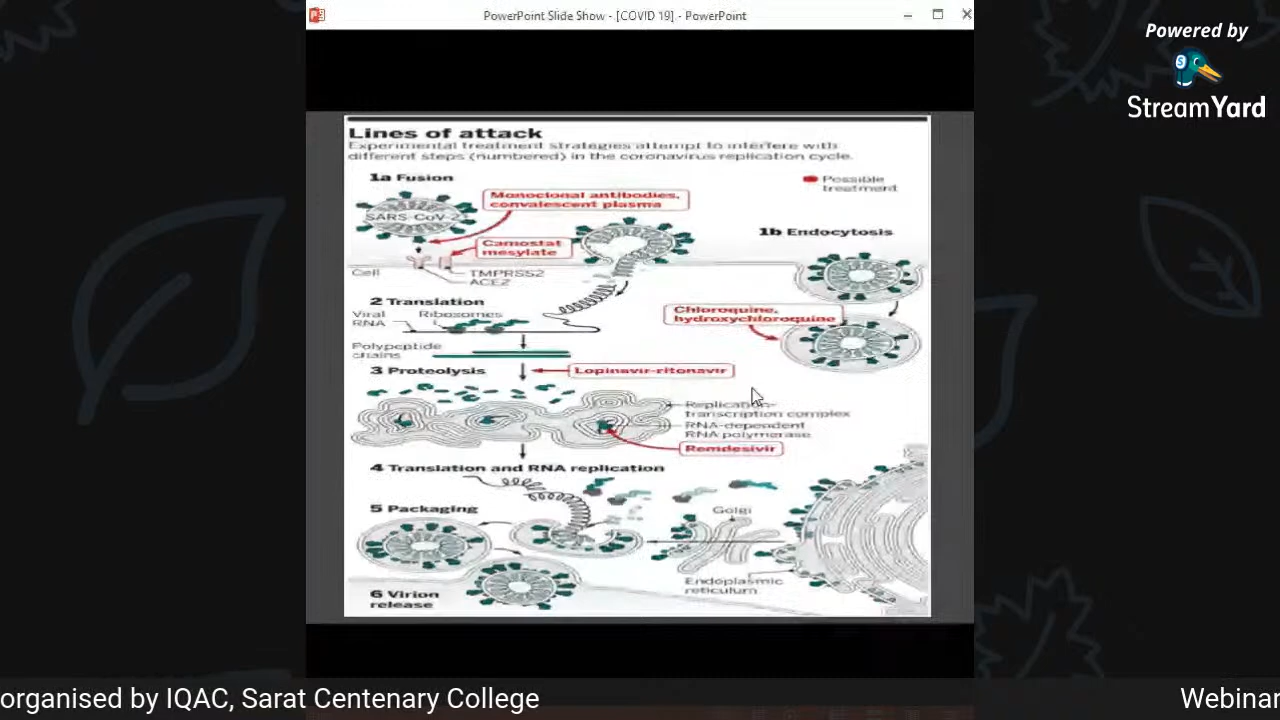 PowerPoint Slide Show - [COVID 19] - PowerPoint
Powered by
StreamYard
Lines of attack
Experimental treatment strategies attempt to interfere with
different steps (numbered) in the coronavirus replication cycle.
1a Fusion
Possible
treatment
Monoclonal antibodies,
convalescent plasma
SARS-CoV-2
1b Endocytosis
Camostat
mesylate
Cell
TMPRSS2
ACE2
2 Translation
Viral
RNA
Ribosomes
Chloroquine,
hydroxychloroquine
Polypeptide
chains
3 Proteolysis
Lopinavir-ritonavir
Replication-
transcription complex
RNA-dependent
RNA polymerase
Remdesivir
4 Translation and RNA replication
5 Packaging
Golgi
Endoplasmic
reticulum
6 Virion
release
organised by IQAC, Sarat Centenary College
Webinar